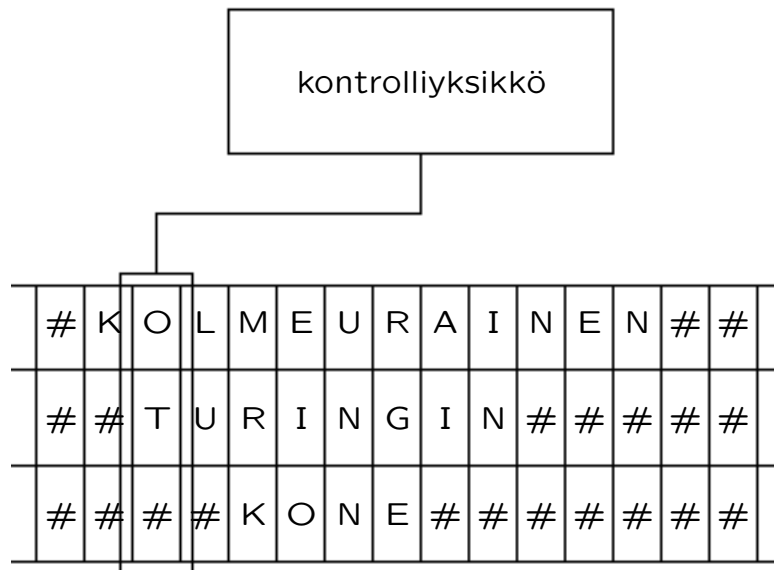 kontrolliyksikkö
# K O L M E U R A I N E N # #
# # T U R I N G I N # # # # #
# # # # K O N E # # # # # # #